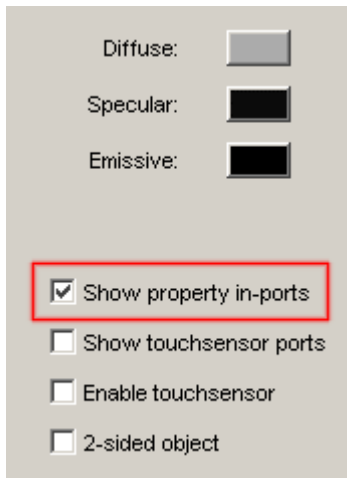 Diffuse:
Specular:
Emissive:
Show property in-ports
Show touchsensor ports
Enable touchsensor
2-sided object